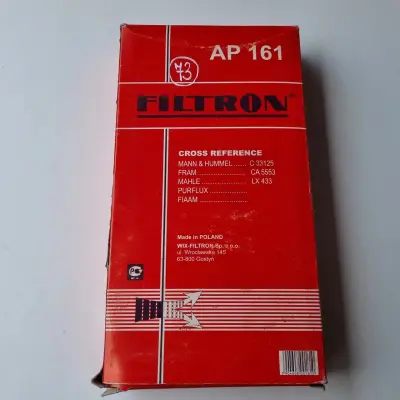 AP 161
73
FILTRON
CROSS REFERENCE
MANN & HUMMEL ...... C 33125
FRAM ........................ CA 5553
MAHLE ...................... LX 433
PURFLUX ...................
FIAAM .........................
Made in POLAND
WIX-FILTRON Sp. z o.o.
ul. Wrocławska 145
63-800 Gostyń